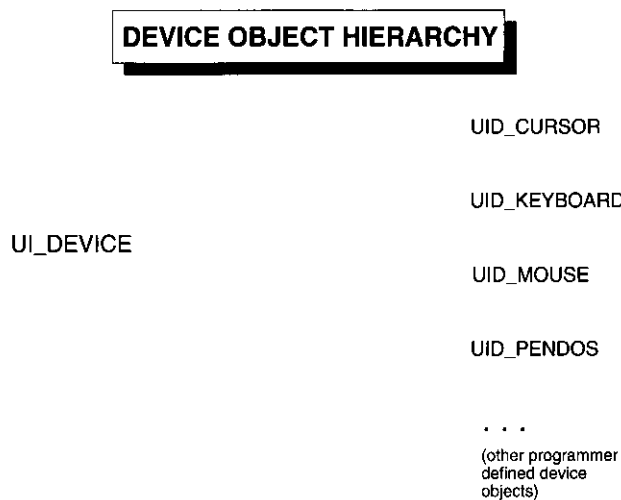 DEVICE OBJECT HIERARCHY
UID_CURSOR
UID_KEYBOARD
UI_DEVICE
UID_MOUSE
UID_PENDOS
. . .
(other programmer
defined device
objects)